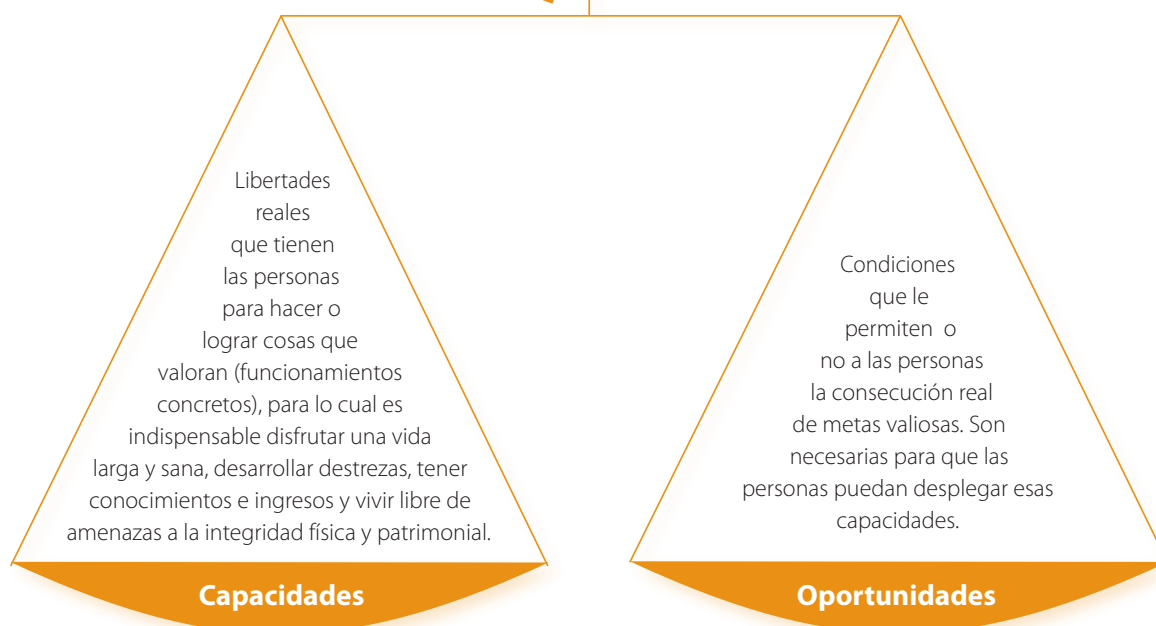 Libertades
reales
que tienen
las personas
para hacer o
lograr cosas que
valoran (funcionamientos
concretos), para lo cual es
indispensable disfrutar una vida
larga y sana, desarrollar destrezas, tener
conocimientos e ingresos y vivir libre de
amenazas a la integridad física y patrimonial.
Capacidades
Condiciones
que le
permiten o
no a las personas
la consecución real
de metas valiosas. Son
necesarias para que las
personas puedan desplegar esas
capacidades.
Oportunidades